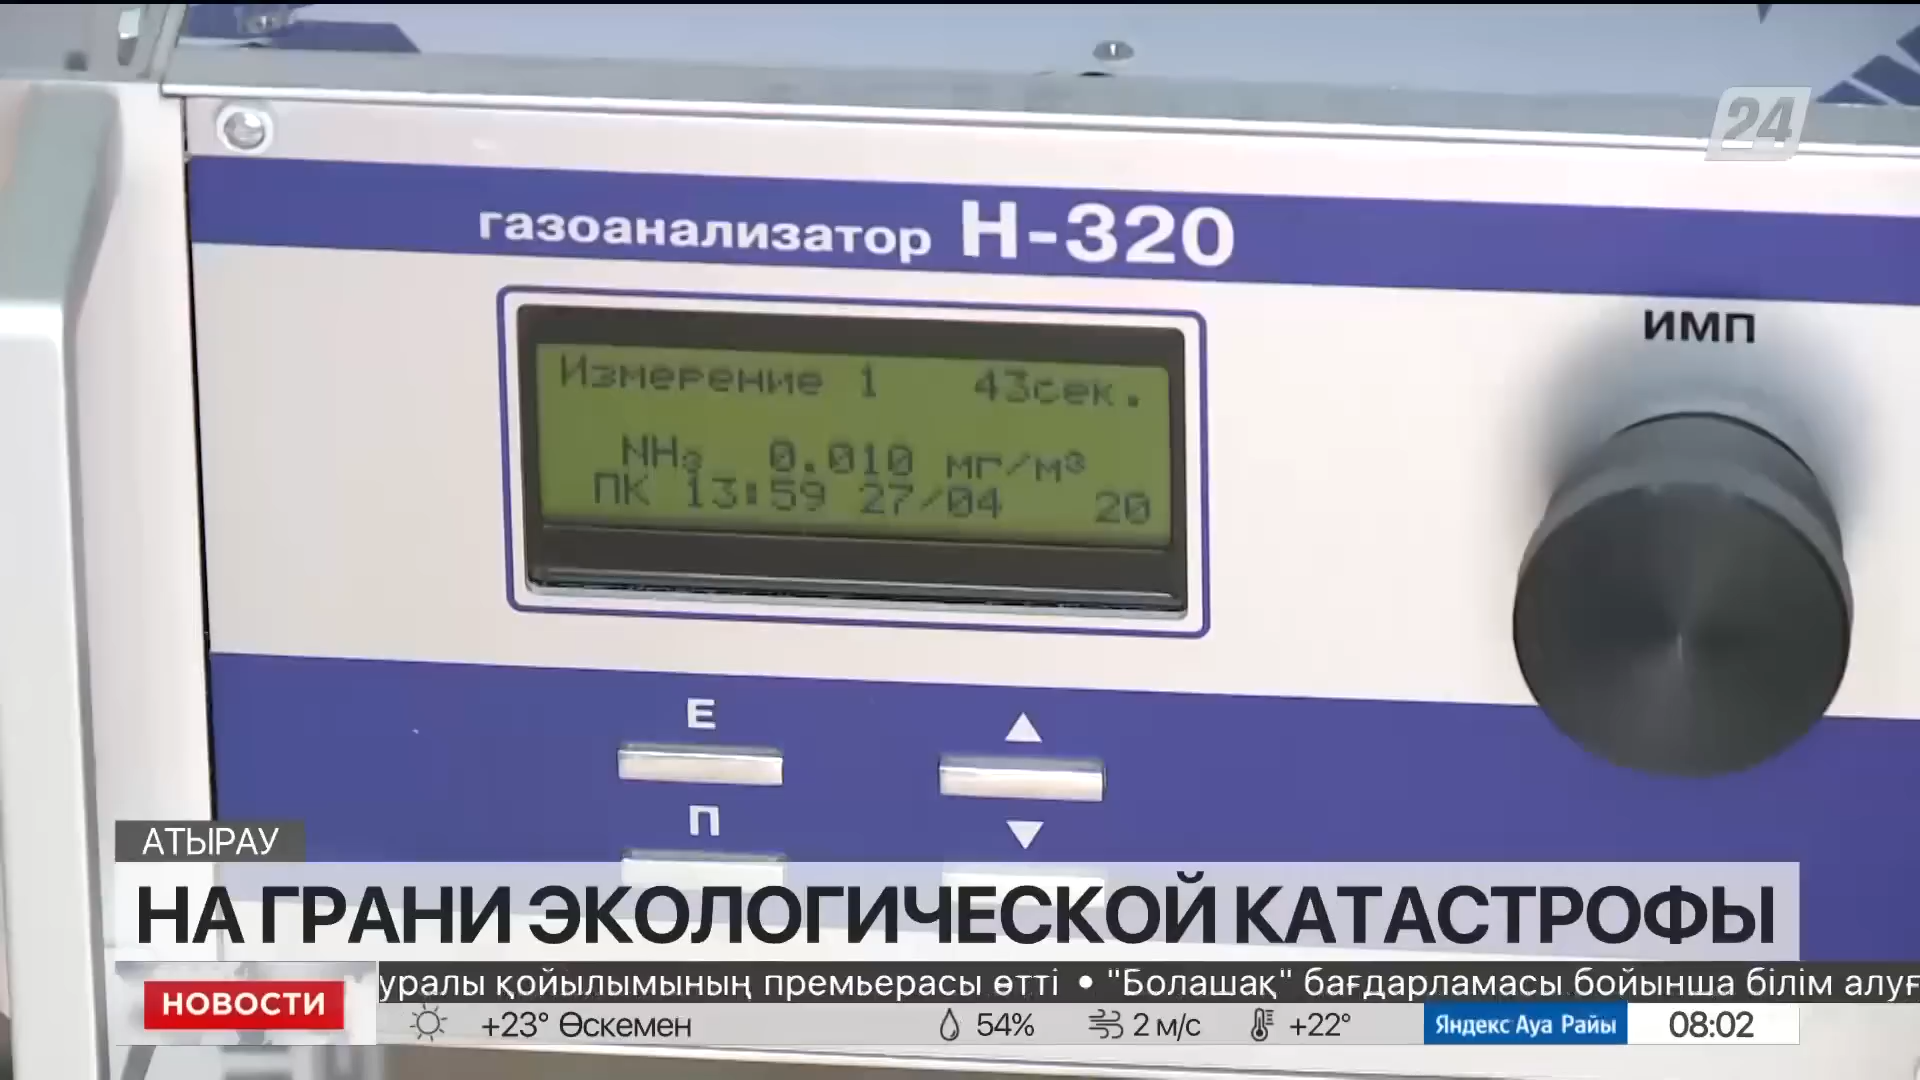 24
газоанализатор Н-320
ИМП
Измерение 1 43сек.
NH₃ 0.010 мг/м³
ПК 13:59 27/04 20
Е
П
АТЫРАУ
НА ГРАНИ ЭКОЛОГИЧЕСКОЙ КАТАСТРОФЫ
НОВОСТИ
уралы қойылымының премьерасы өтті • "Болашақ" бағдарламасы бойынша білім алуғ
+23° Өскемен 54% 2 м/с +22° Яндекс Ауа Райы 08:02